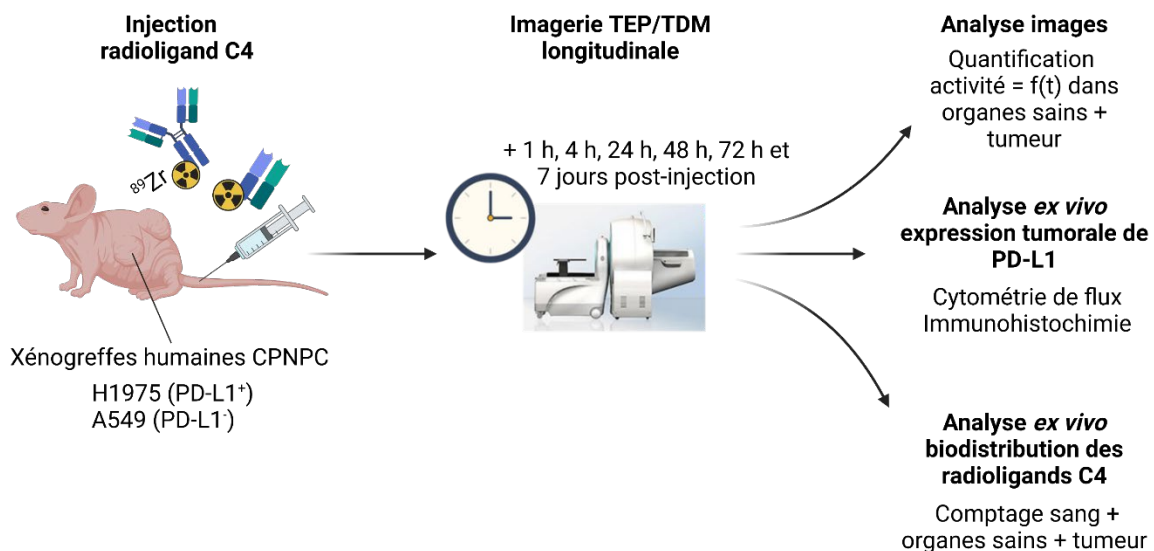 Injection
radioligand C4
⁸⁹Zr
Xénogreffes humaines CPNPC
H1975 (PD-L1⁺)
A549 (PD-L1⁻)
Imagerie TEP/TDM
longitudinale
+ 1 h, 4 h, 24 h, 48 h, 72 h et
7 jours post-injection
Analyse images
Quantification
activité = f(t) dans
organes sains +
tumeur
Analyse ex vivo
expression tumorale de
PD-L1
Cytométrie de flux
Immunohistochimie
Analyse ex vivo
biodistribution des
radioligands C4
Comptage sang +
organes sains + tumeur